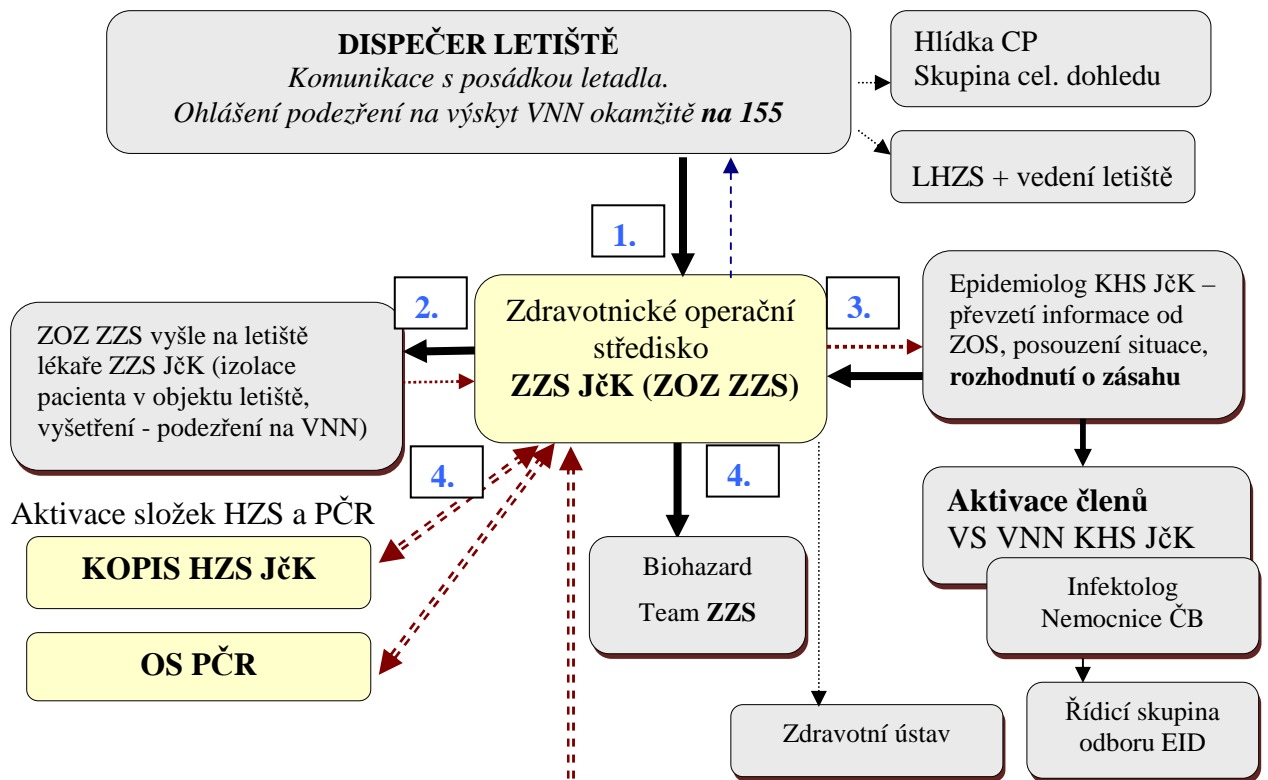 DISPEČER LETIŠTĚ
Komunikace s posádkou letadla.
Ohlášení podezření na výskyt VNN okamžitě na 155
Hlídka CP
Skupina cel. dohledu
LHZS + vedení letiště
1.
2.
3.
ZOZ ZZS vyšle na letiště
lékaře ZZS JčK (izolace
pacienta v objektu letiště,
vyšetření - podezření na VNN)
Zdravotnické operační
středisko
ZZS JčK (ZOZ ZZS)
Epidemiolog KHS JčK –
převzetí informace od
ZOS, posouzení situace,
rozhodnutí o zásahu
4.
4.
Aktivace složek HZS a PČR
KOPIS HZS JčK
OS PČR
Biohazard
Team ZZS
Aktivace členů
VS VNN KHS JčK
Infektolog
Nemocnice ČB
Zdravotní ústav
Řídicí skupina
odboru EID